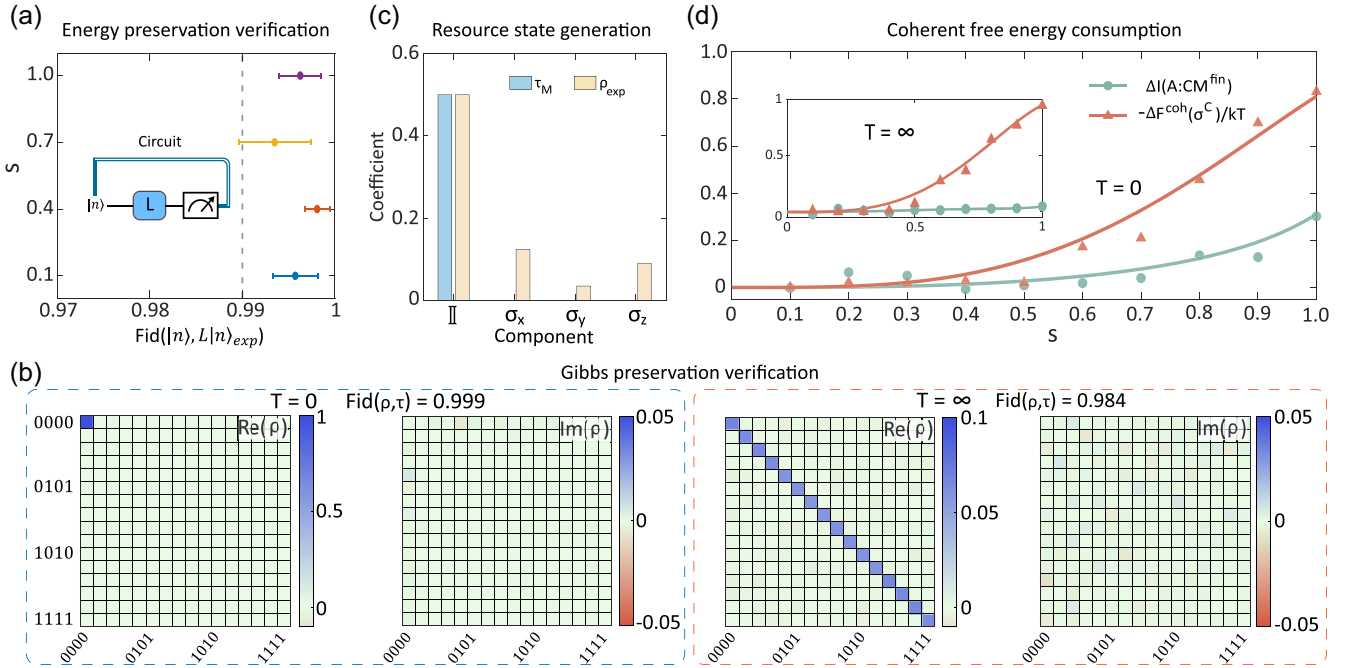 (a)
Energy preservation verification
1.0
0.7
0.4
0.1
S
Circuit
|n⟩
L
0.97
0.98
0.99
1
Fid(|n⟩, L|n⟩exp)
(c)
Resource state generation
0.6
0.4
0.2
0
Coefficient
τM
ρexp
𝕀
σx
σy
σz
Component
(d)
Coherent free energy consumption
1.0
0.8
0.6
0.4
0.2
0
ΔI(A:CM^fin)
-ΔF^coh(σ^C)/kT
T = ∞
1
0.5
0
0
0.5
1
T = 0
0
0.1
0.2
0.3
0.4
0.5
0.6
0.7
0.8
0.9
1.0
S
(b)
Gibbs preservation verification
T = 0
Fid(ρ,τ) = 0.999
Re(ρ)
0000
0101
1010
1111
0000
0101
1010
1111
1
0.5
0
Im(ρ)
0000
0101
1010
1111
0.05
0
-0.05
T = ∞
Fid(ρ,τ) = 0.984
Re(ρ)
0000
0101
1010
1111
0.1
0.05
0
Im(ρ)
0000
0101
1010
1111
0.05
0
-0.05